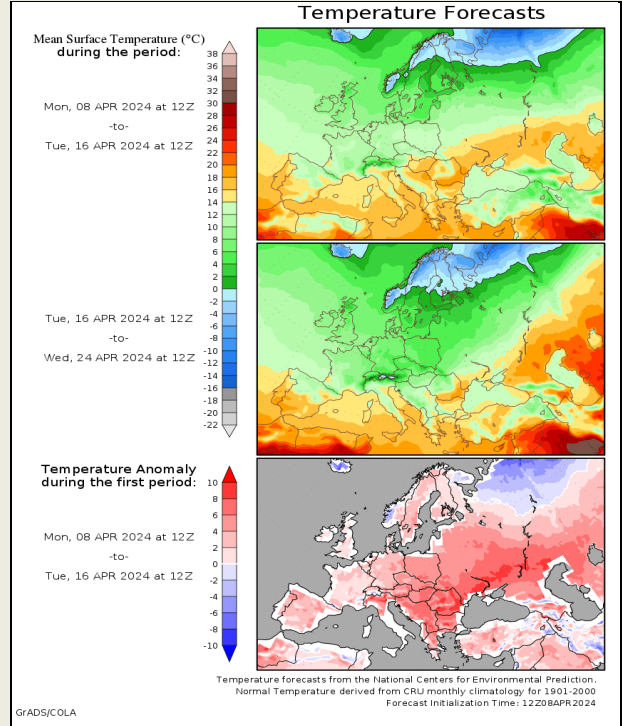 Temperature Forecasts
Mean Surface Temperature (°C)
during the period:
Mon, 08 APR 2024 at 12Z
-to-
Tue, 16 APR 2024 at 12Z
38
36
34
32
30
28
26
24
22
20
18
16
14
12
10
8
6
4
2
0
-2
-4
-6
-8
-10
-12
-14
-16
-18
-20
-22
Tue, 16 APR 2024 at 12Z
-to-
Wed, 24 APR 2024 at 12Z
Temperature Anomaly
during the first period:
Mon, 08 APR 2024 at 12Z
-to-
Tue, 16 APR 2024 at 12Z
10
8
6
4
2
0
-2
-4
-6
-8
-10
Temperature forecasts from the National Centers for Environmental Prediction.
Normal Temperature derived from CRU monthly climatology for 1901-2000
Forecast Initialization Time: 12Z08APR2024
GrADS/COLA